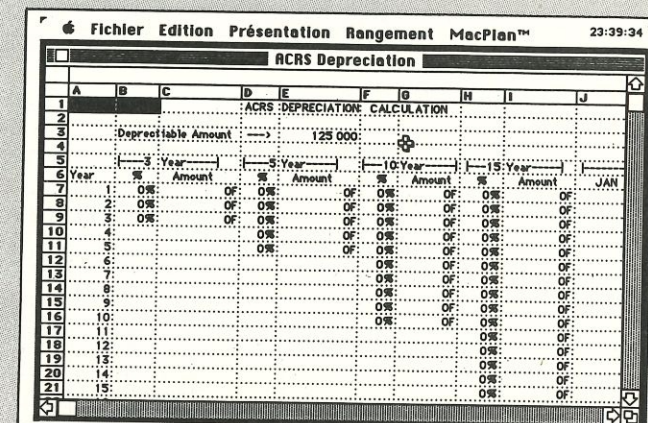 Fichier Edition Présentation Rangement MacPlan™ 23:39:34
ACRS Depreciation
A B C D E F G H I J
1 ACRS DEPRECIATION CALCULATION
2
3 Depreciable Amount ---> 125 000
4
5 |--3 Year--| |--5 Year--| |--10 Year--| |--15 Year--| |--
6 Year % Amount % Amount % Amount % Amount JAN
7 1 0% 0F 0% 0F 0% 0F 0% 0F
8 2 0% 0F 0% 0F 0% 0F 0% 0F
9 3 0% 0F 0% 0F 0% 0F 0% 0F
10 4 0% 0F 0% 0F 0% 0F
11 5 0% 0F 0% 0F 0% 0F
12 6 0% 0F 0% 0F
13 7 0% 0F 0% 0F
14 8 0% 0F 0% 0F
15 9 0% 0F 0% 0F
16 10 0% 0F 0% 0F
17 11 0% 0F
18 12 0% 0F
19 13 0% 0F
20 14 0% 0F
21 15 0% 0F